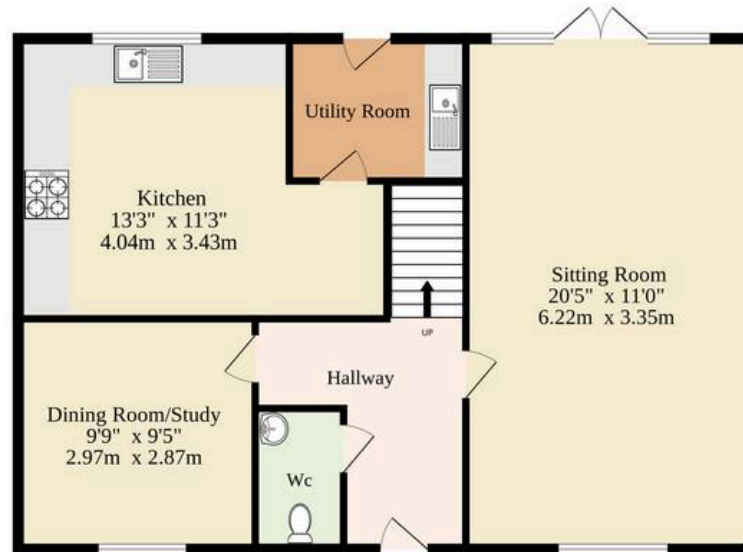 Utility Room
Kitchen
13'3" x 11'3"
4.04m x 3.43m
Sitting Room
20'5" x 11'0"
6.22m x 3.35m
UP
Hallway
Dining Room/Study
9'9" x 9'5"
2.97m x 2.87m
Wc